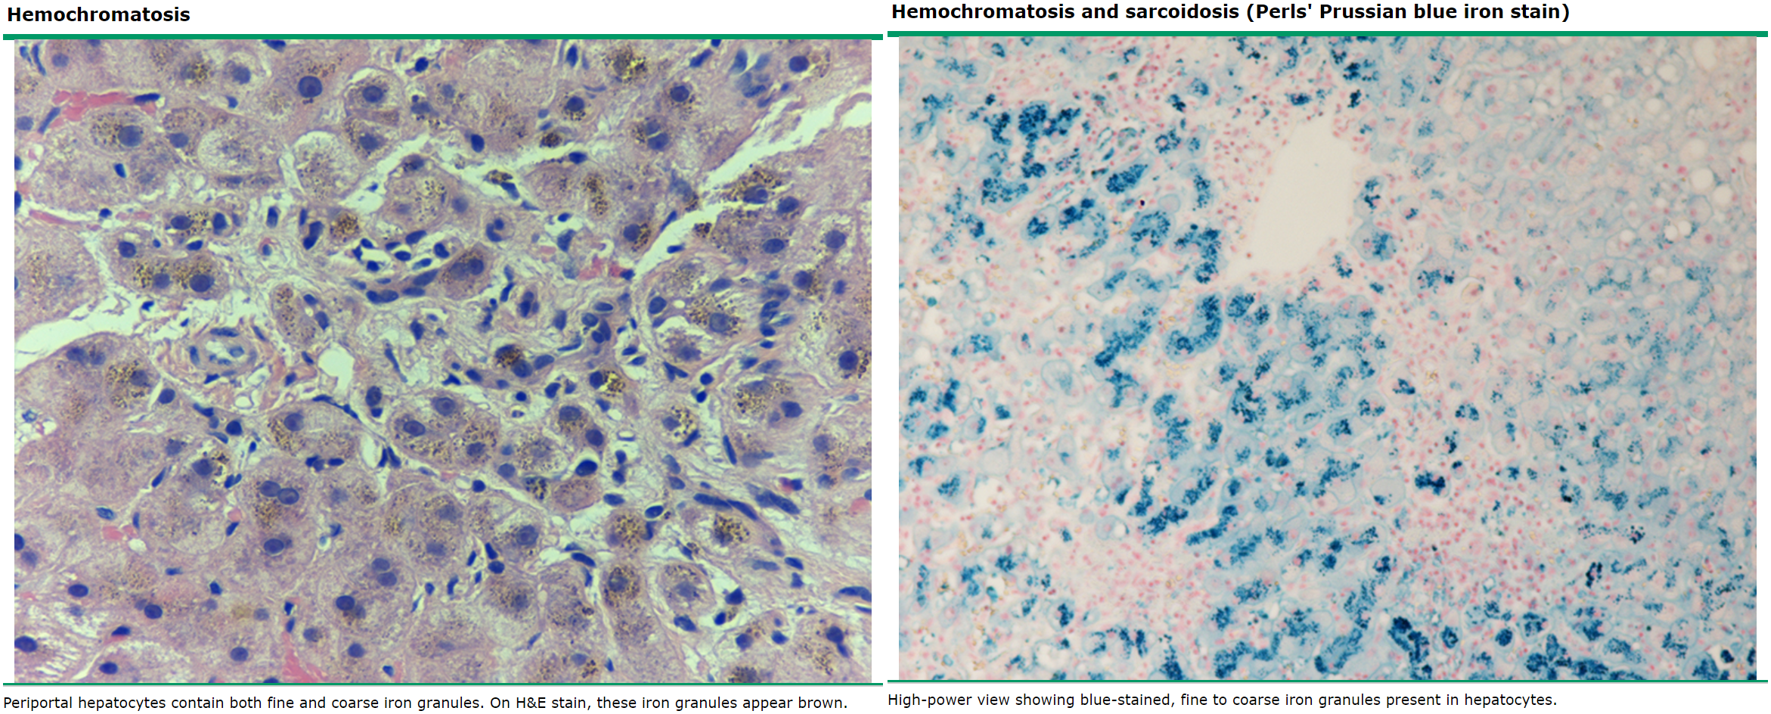 Hemochromatosis
Periportal hepatocytes contain both fine and coarse iron granules. On H&E stain, these iron granules appear brown.
Hemochromatosis and sarcoidosis (Perls' Prussian blue iron stain)
High-power view showing blue-stained, fine to coarse iron granules present in hepatocytes.